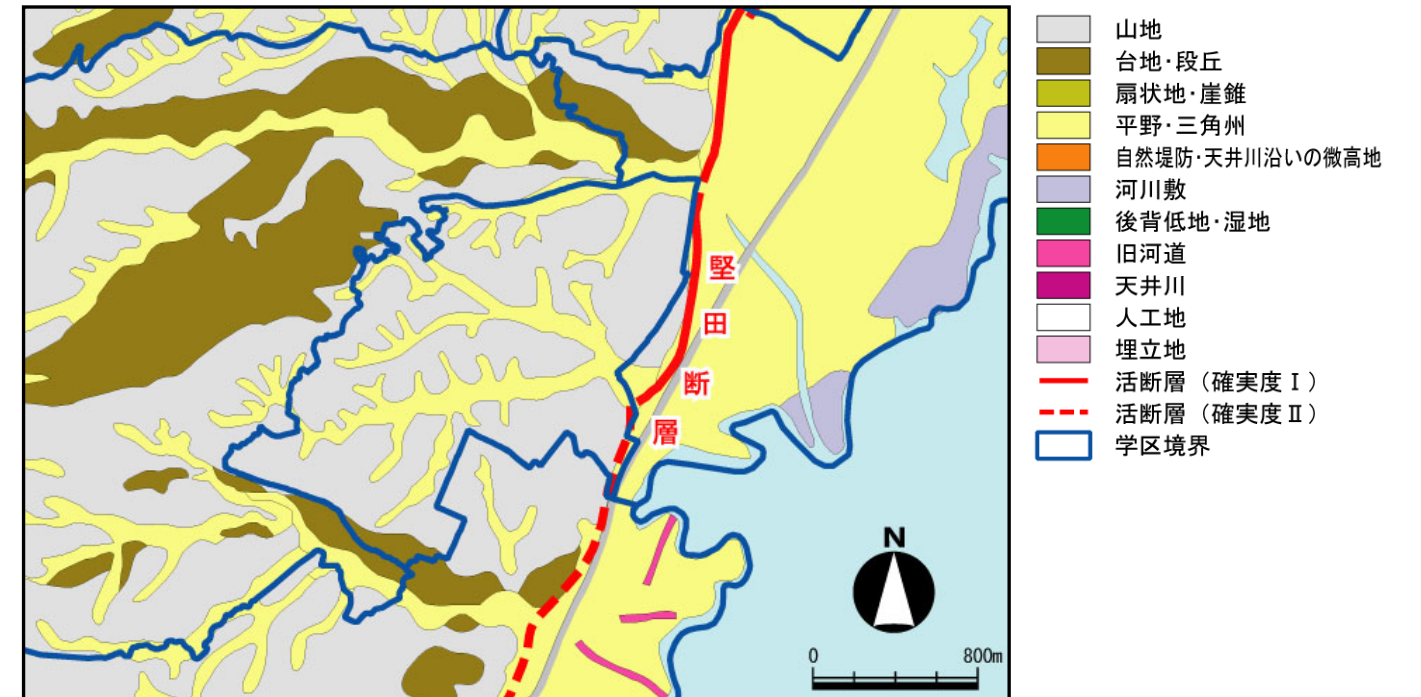 山地
台地・段丘
扇状地・崖錐
平野・三角州
自然堤防・天井川沿いの微高地
河川敷
後背低地・湿地
旧河道
天井川
人工地
埋立地
活断層（確実度Ⅰ）
活断層（確実度Ⅱ）
学区境界
堅田断層
N
0 800m